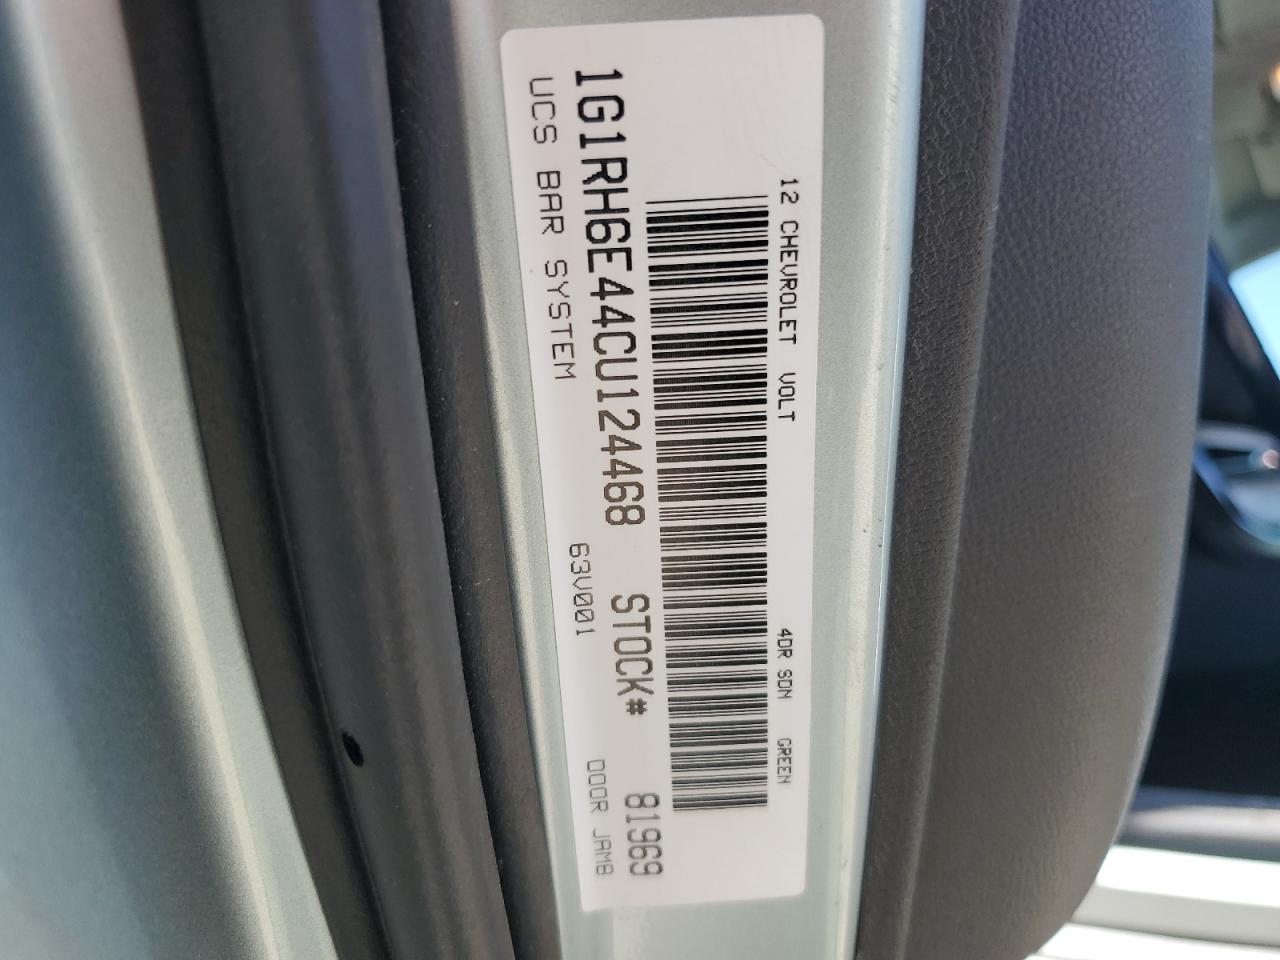 12 CHEVROLET VOLT 4DR SDN GREEN
1G1RH6E44CU124468 STOCK# 81969
UCS BAR SYSTEM 63V001 DOOR JAMB